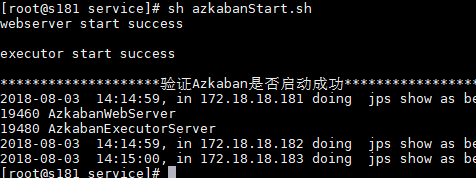 [root@s181 service]# sh azkabanStart.sh
webserver start success
executor start success
********************验证Azkaban是否启动成功*****************
2018-08-03  14:14:59, in 172.18.18.181 doing  jps show as be
19460 AzkabanWebServer
19480 AzkabanExecutorServer
2018-08-03  14:14:59, in 172.18.18.182 doing  jps show as be
2018-08-03  14:15:00, in 172.18.18.183 doing  jps show as be
[root@s181 service]#